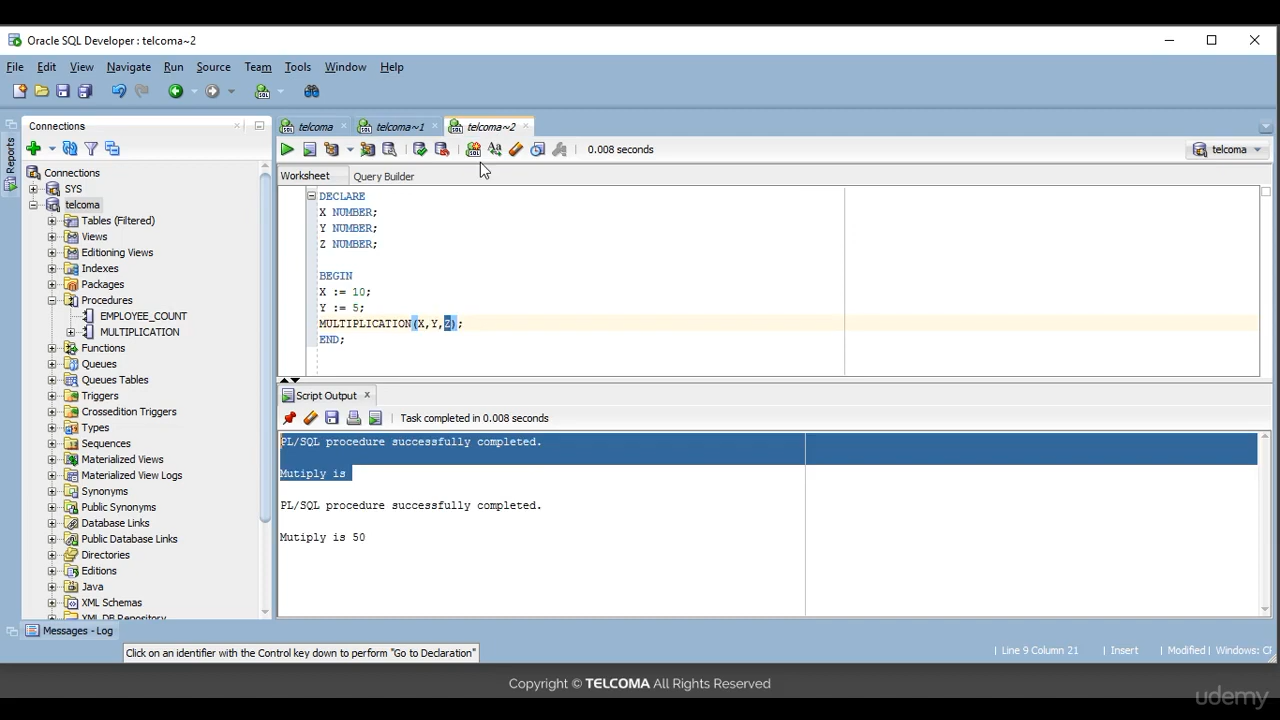 Oracle SQL Developer : telcoma~2
File Edit View Navigate Run Source Team Tools Window Help
Connections
telcoma telcoma~1 telcoma~2
Reports
0.008 seconds
telcoma
Worksheet Query Builder
Connections
SYS
telcoma
Tables (Filtered)
Views
Editioning Views
Indexes
Packages
Procedures
EMPLOYEE_COUNT
MULTIPLICATION
Functions
Queues
Queues Tables
Triggers
Crossedition Triggers
Types
Sequences
Materialized Views
Materialized View Logs
Synonyms
Public Synonyms
Database Links
Public Database Links
Directories
Editions
Java
XML Schemas
XML DB Repository
DECLARE
X NUMBER;
Y NUMBER;
Z NUMBER;
BEGIN
X := 10;
Y := 5;
MULTIPLICATION(X,Y,Z);
END;
Script Output
Task completed in 0.008 seconds
PL/SQL procedure successfully completed.
Mutiply is
PL/SQL procedure successfully completed.
Mutiply is 50
Messages - Log
Click on an identifier with the Control key down to perform "Go to Declaration"
Line 9 Column 21 Insert Modified Windows: CF
Copyright © TELCOMA All Rights Reserved
udemy